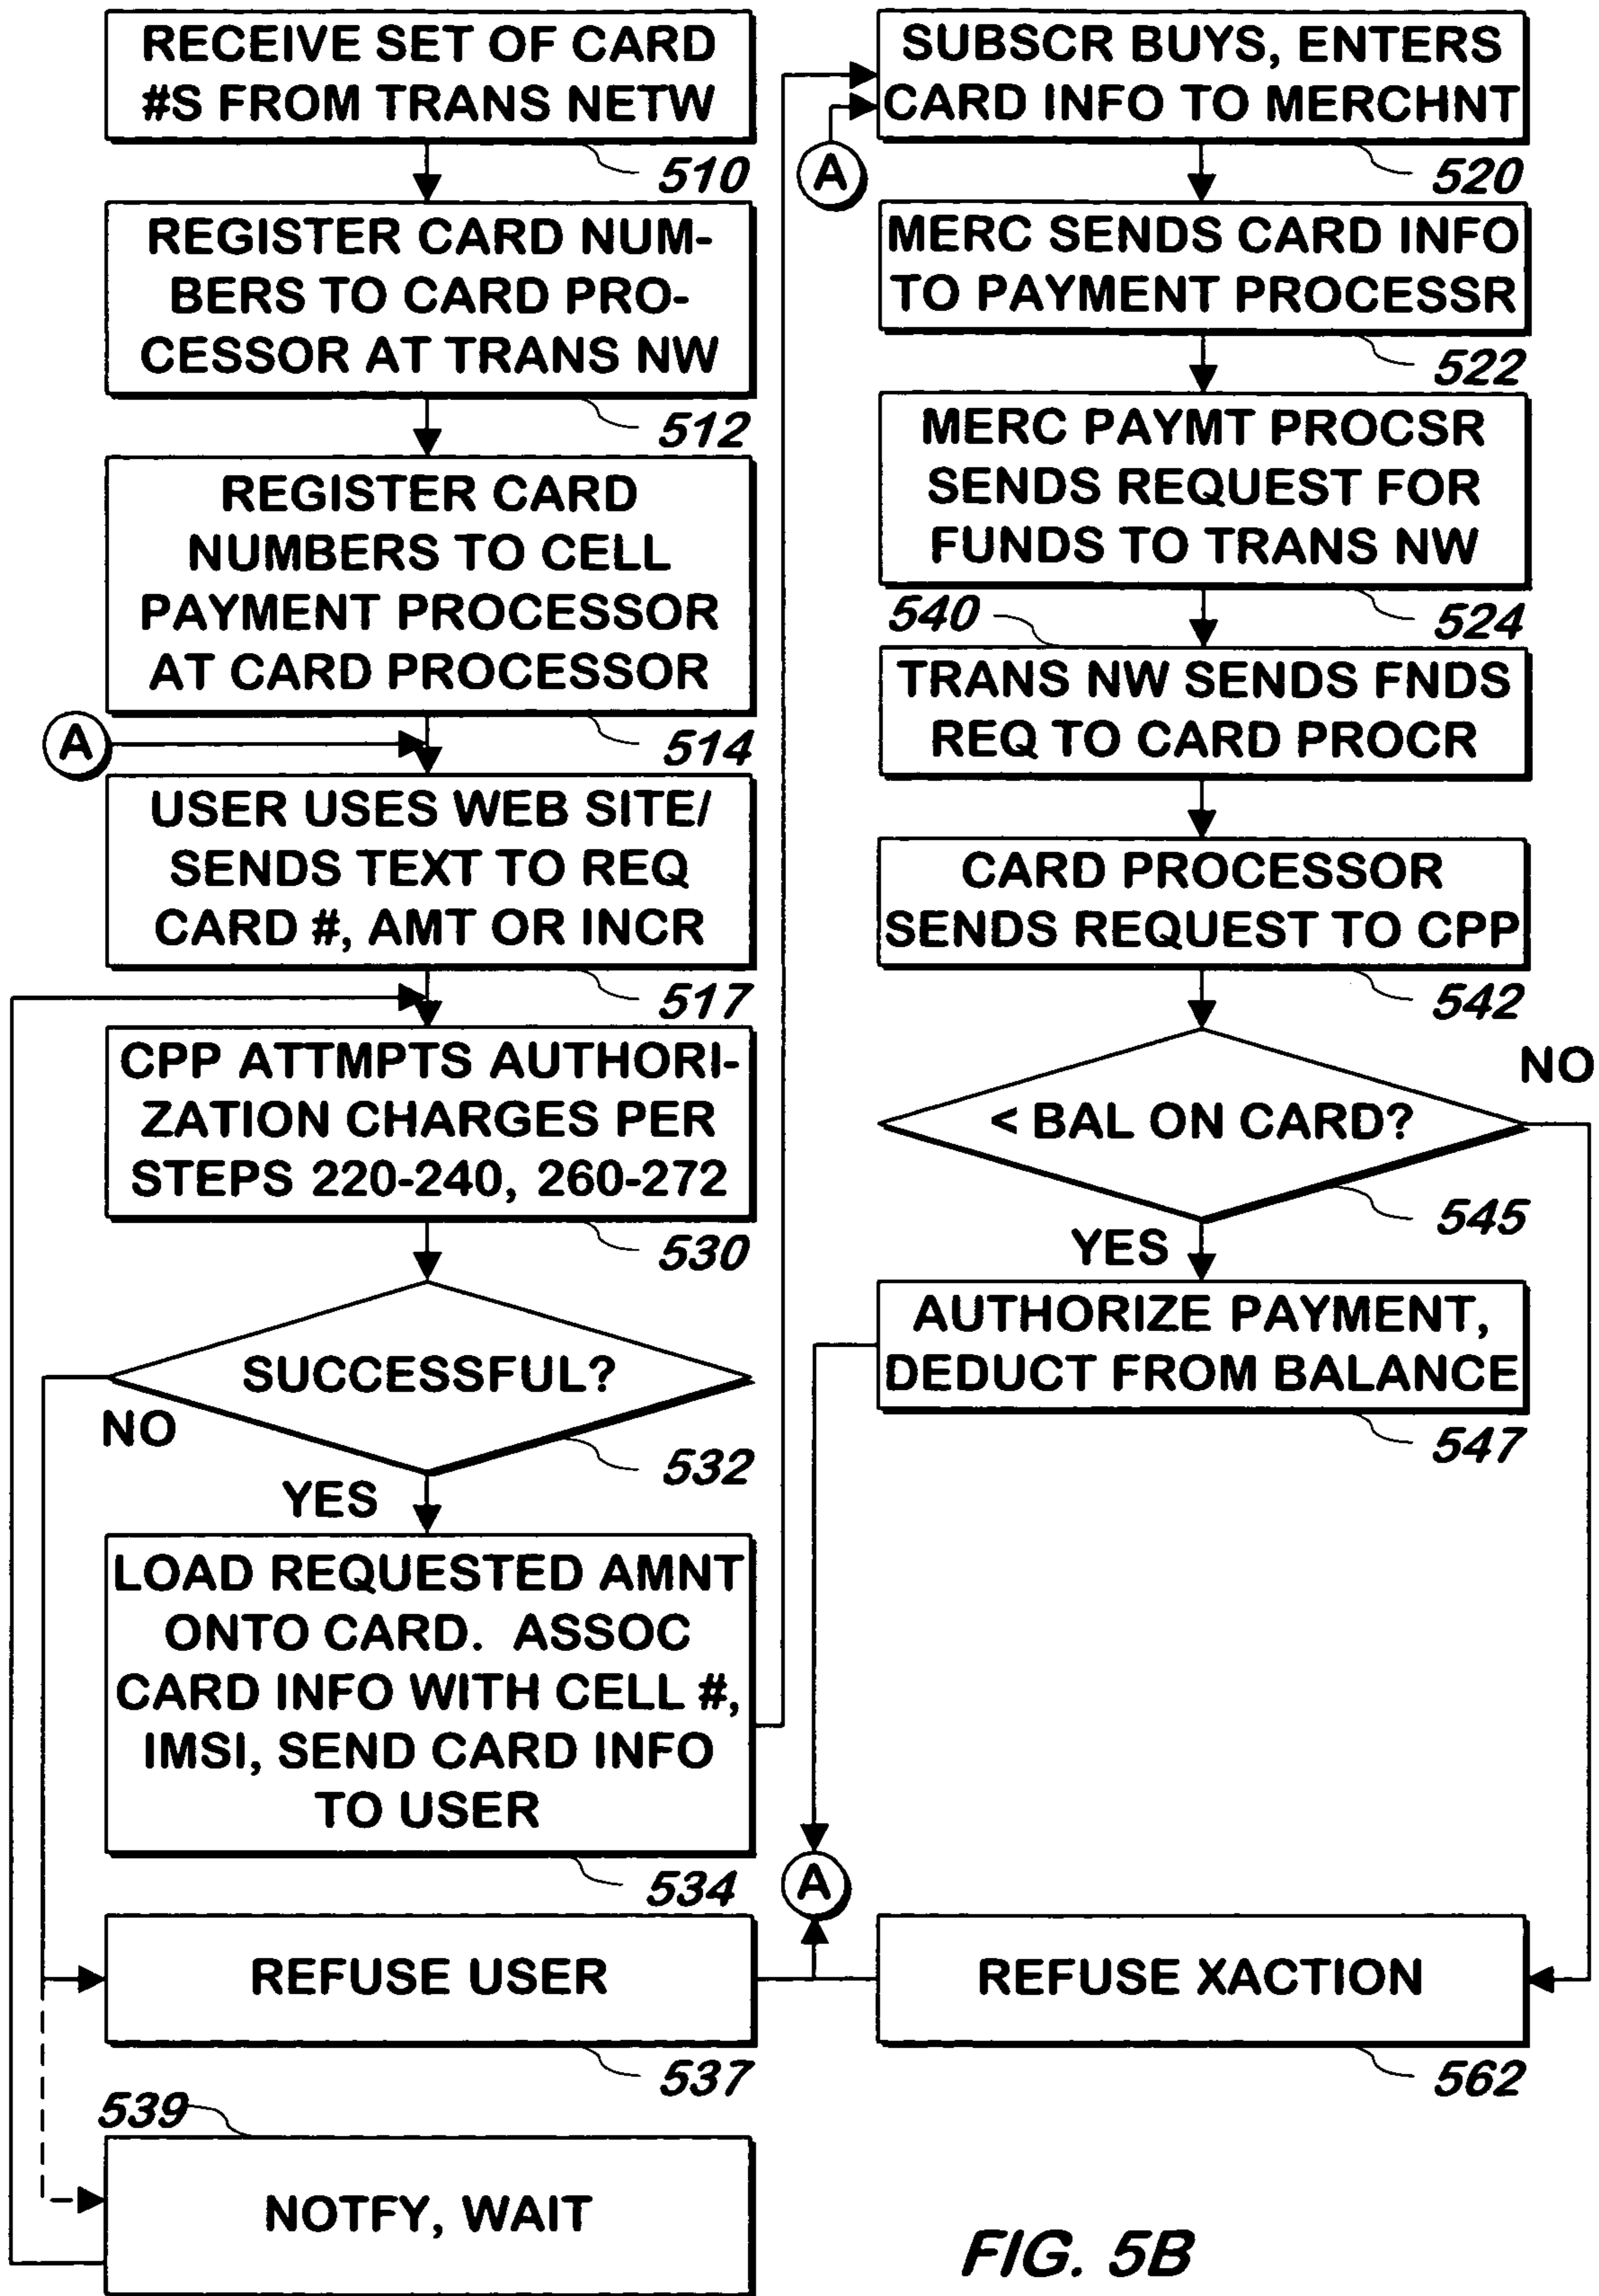 RECEIVE SET OF CARD
#S FROM TRANS NETW
510
REGISTER CARD NUM-
BERS TO CARD PRO-
CESSOR AT TRANS NW
512
REGISTER CARD
NUMBERS TO CELL
PAYMENT PROCESSOR
AT CARD PROCESSOR
514
A
USER USES WEB SITE/
SENDS TEXT TO REQ
CARD #, AMT OR INCR
517
CPP ATTMPTS AUTHORI-
ZATION CHARGES PER
STEPS 220-240, 260-272
530
SUCCESSFUL?
NO
532
YES
LOAD REQUESTED AMNT
ONTO CARD. ASSOC
CARD INFO WITH CELL #,
IMSI, SEND CARD INFO
TO USER
534
REFUSE USER
537
539
NOTFY, WAIT
SUBSCR BUYS, ENTERS
CARD INFO TO MERCHNT
A
520
MERC SENDS CARD INFO
TO PAYMENT PROCESSR
522
MERC PAYMT PROCSR
SENDS REQUEST FOR
FUNDS TO TRANS NW
524
540
TRANS NW SENDS FNDS
REQ TO CARD PROCR
CARD PROCESSOR
SENDS REQUEST TO CPP
542
NO
< BAL ON CARD?
545
YES
AUTHORIZE PAYMENT,
DEDUCT FROM BALANCE
547
A
REFUSE XACTION
562
FIG. 5B